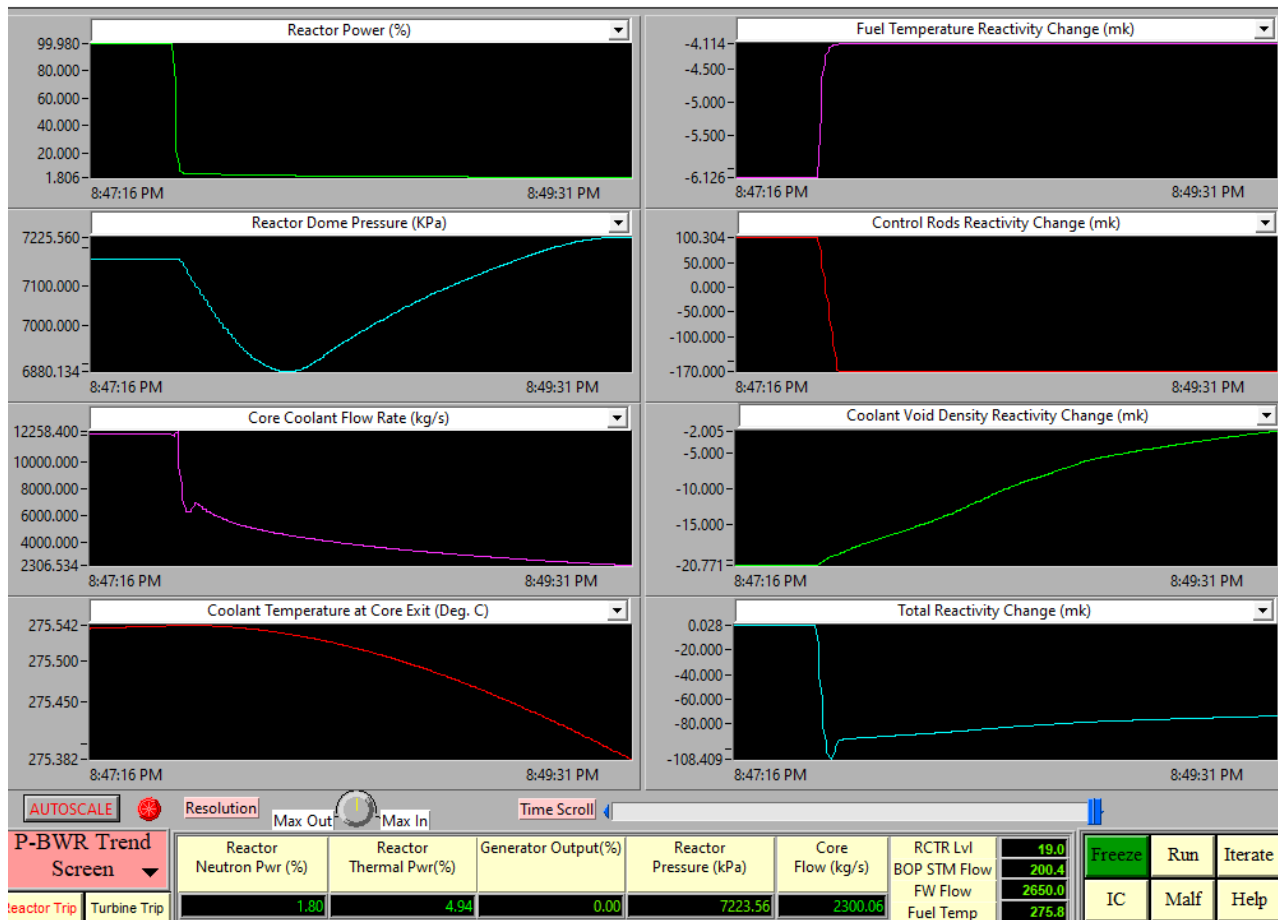 Reactor Power (%)
99.980
80.000
60.000
40.000
20.000
1.806
8:47:16 PM 8:49:31 PM
Fuel Temperature Reactivity Change (mk)
-4.114
-4.500
-5.000
-5.500
-6.126
8:47:16 PM 8:49:31 PM
Reactor Dome Pressure (KPa)
7225.560
7100.000
7000.000
6880.134
8:47:16 PM 8:49:31 PM
Control Rods Reactivity Change (mk)
100.304
50.000
0.000
-50.000
-100.000
-170.000
8:47:16 PM 8:49:31 PM
Core Coolant Flow Rate (kg/s)
12258.400
10000.000
8000.000
6000.000
4000.000
2306.534
8:47:16 PM 8:49:31 PM
Coolant Void Density Reactivity Change (mk)
-2.005
-5.000
-10.000
-15.000
-20.771
8:47:16 PM 8:49:31 PM
Coolant Temperature at Core Exit (Deg. C)
275.542
275.500
275.450
275.382
8:47:16 PM 8:49:31 PM
Total Reactivity Change (mk)
0.028
-20.000
-40.000
-60.000
-80.000
-108.409
8:47:16 PM 8:49:31 PM
AUTOSCALE
Resolution
Max Out Max In
Time Scroll
P-BWR Trend
Screen
Reactor Trip Turbine Trip
Reactor
Neutron Pwr (%)
1.80
Reactor
Thermal Pwr(%)
4.94
Generator Output(%)
0.00
Reactor
Pressure (kPa)
7223.56
Core
Flow (kg/s)
2300.06
RCTR Lvl 19.0
BOP STM Flow 200.4
FW Flow 2650.0
Fuel Temp 275.8
Freeze Run Iterate
IC Malf Help